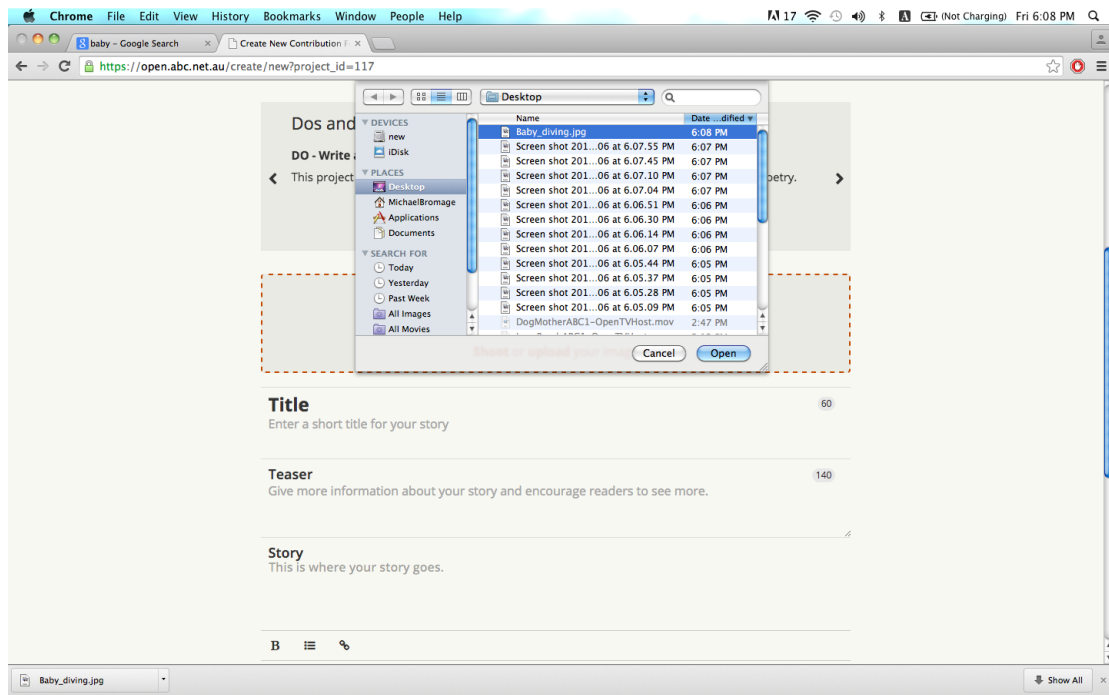 Chrome File Edit View History Bookmarks Window People Help 17 (Not Charging) Fri 6:08 PM
baby – Google Search × Create New Contribution F ×
https://open.abc.net.au/create/new?project_id=117
Desktop
Dos and
DO - Write
This project
oetry.
DEVICES
new
iDisk
PLACES
Desktop
MichaelBromage
Applications
Documents
SEARCH FOR
Today
Yesterday
Past Week
All Images
All Movies
Name Date ...dified
Baby_diving.jpg 6:08 PM
Screen shot 201...06 at 6.07.55 PM 6:07 PM
Screen shot 201...06 at 6.07.45 PM 6:07 PM
Screen shot 201...06 at 6.07.10 PM 6:07 PM
Screen shot 201...06 at 6.07.04 PM 6:07 PM
Screen shot 201...06 at 6.06.51 PM 6:06 PM
Screen shot 201...06 at 6.06.30 PM 6:06 PM
Screen shot 201...06 at 6.06.14 PM 6:06 PM
Screen shot 201...06 at 6.06.07 PM 6:06 PM
Screen shot 201...06 at 6.05.44 PM 6:05 PM
Screen shot 201...06 at 6.05.37 PM 6:05 PM
Screen shot 201...06 at 6.05.28 PM 6:05 PM
Screen shot 201...06 at 6.05.09 PM 6:05 PM
DogMotherABC1-OpenTVHost.mov 2:47 PM
Shoot or upload your imag
Cancel Open
Title 60
Enter a short title for your story
Teaser 140
Give more information about your story and encourage readers to see more.
Story
This is where your story goes.
B
Baby_diving.jpg Show All ×